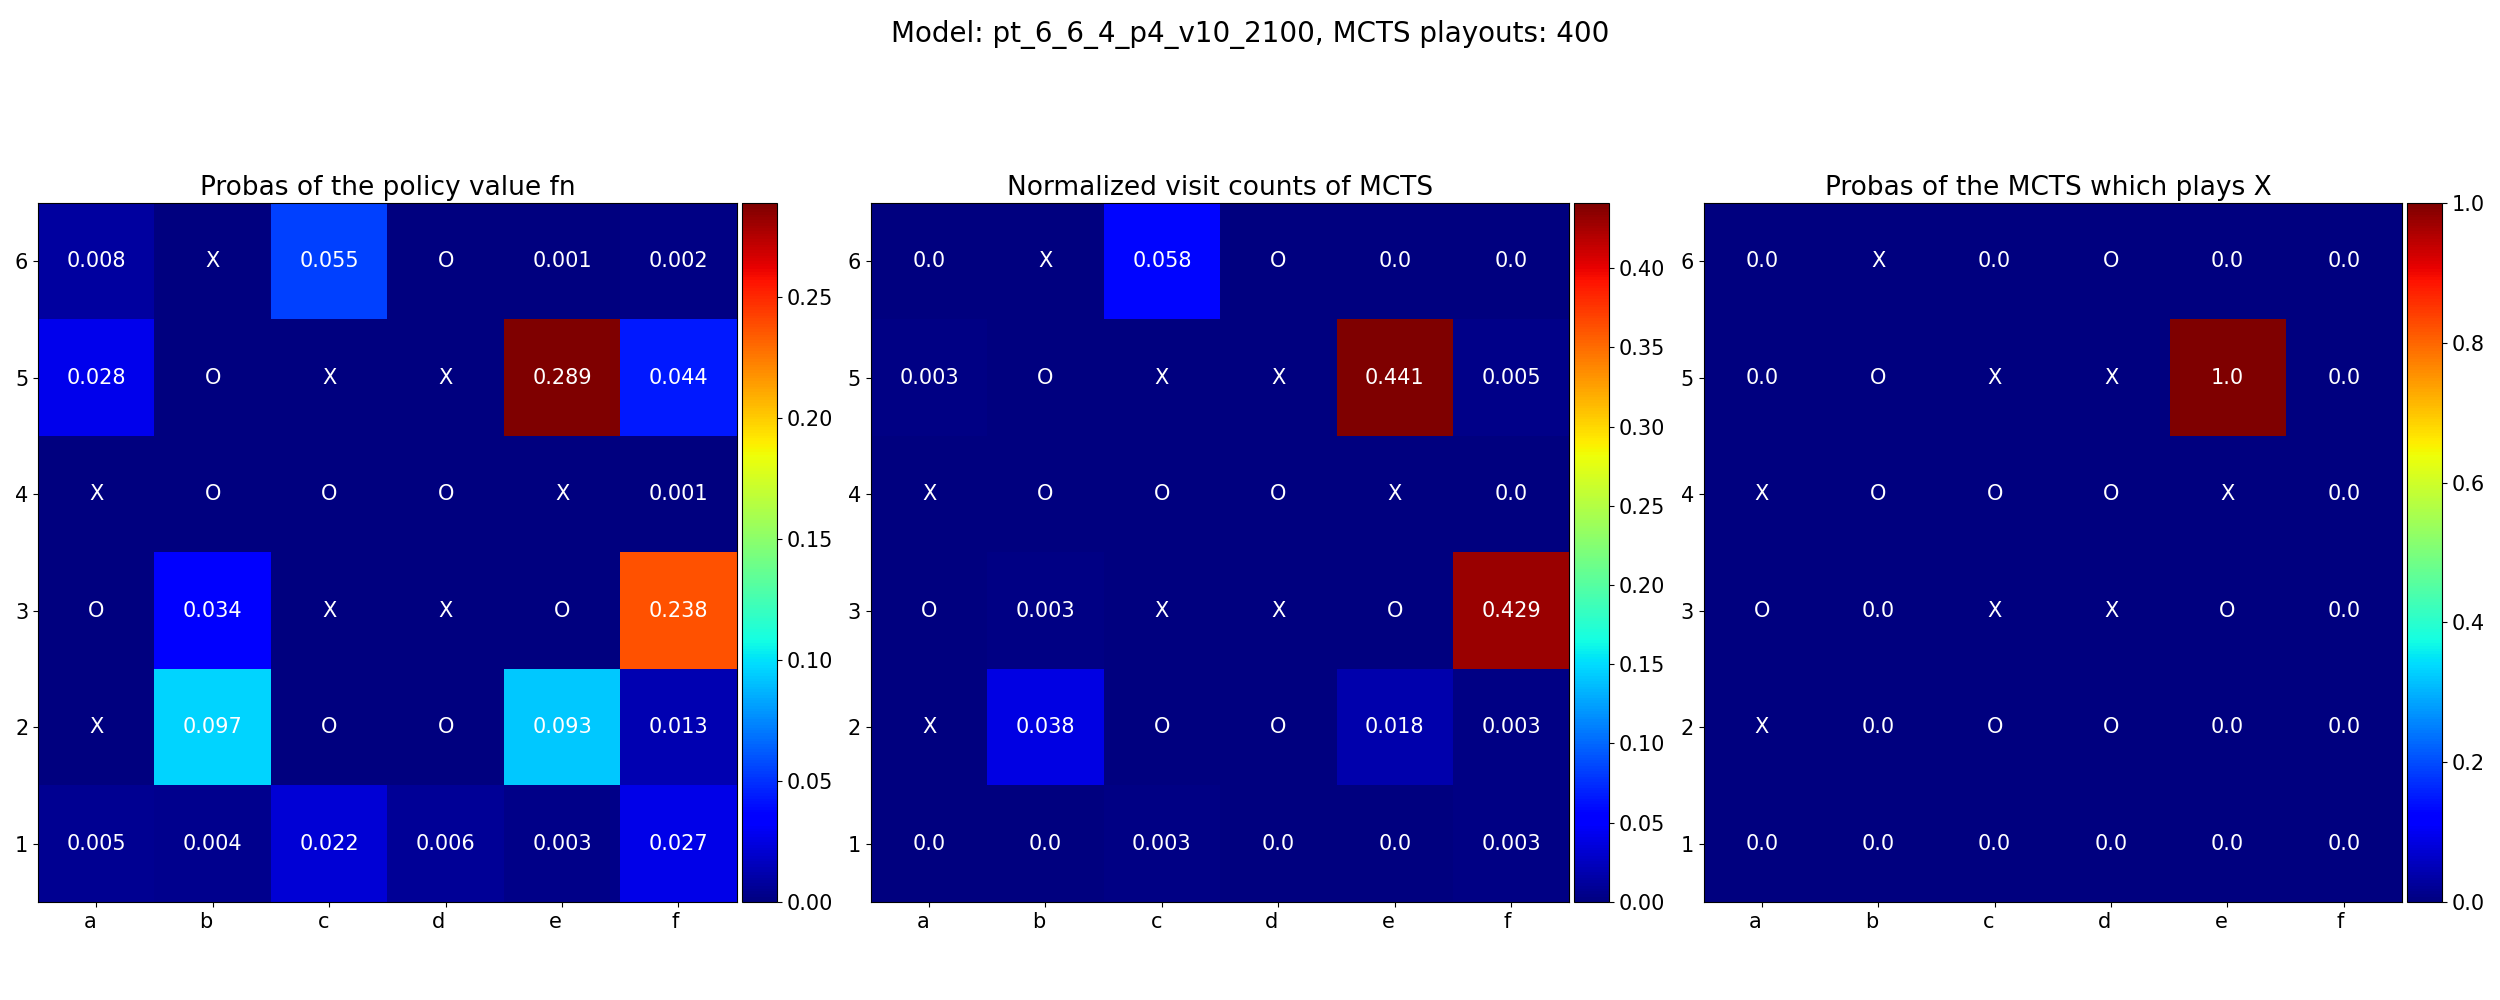 Model: pt_6_6_4_p4_v10_2100, MCTS playouts: 400
Probas of the policy value fn
6 0.008 X 0.055 O 0.001 0.002
5 0.028 O X X 0.289 0.044
4 X O O O X 0.001
3 O 0.034 X X O 0.238
2 X 0.097 O O 0.093 0.013
1 0.005 0.004 0.022 0.006 0.003 0.027
a b c d e f
0.25
0.20
0.15
0.10
0.05
0.00
Normalized visit counts of MCTS
6 0.0 X 0.058 O 0.0 0.0
5 0.003 O X X 0.441 0.005
4 X O O O X 0.0
3 O 0.003 X X O 0.429
2 X 0.038 O O 0.018 0.003
1 0.0 0.0 0.003 0.0 0.0 0.003
a b c d e f
0.40
0.35
0.30
0.25
0.20
0.15
0.10
0.05
0.00
Probas of the MCTS which plays X
6 0.0 X 0.0 O 0.0 0.0
5 0.0 O X X 1.0 0.0
4 X O O O X 0.0
3 O 0.0 X X O 0.0
2 X 0.0 O O 0.0 0.0
1 0.0 0.0 0.0 0.0 0.0 0.0
a b c d e f
1.0
0.8
0.6
0.4
0.2
0.0